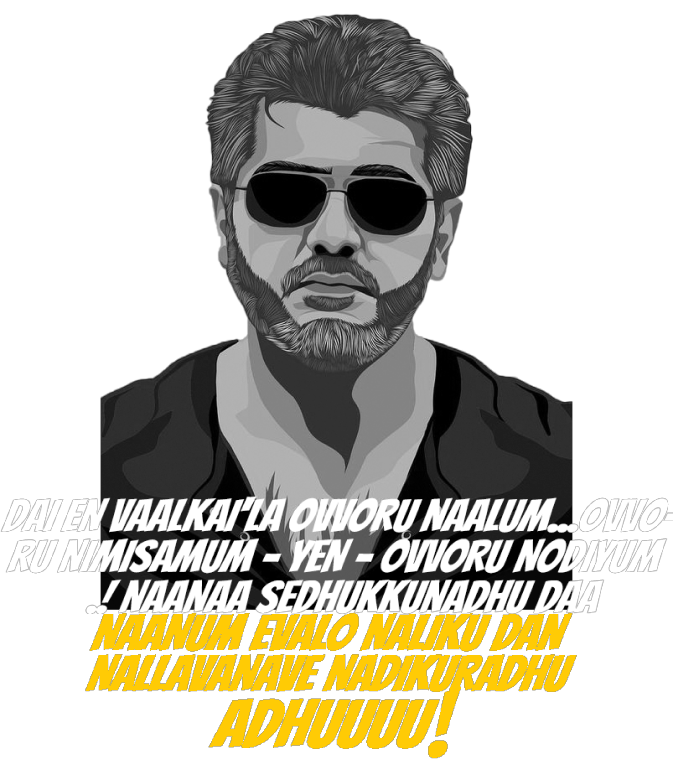 DAI EN VAALKAI'LA OVVORU NAALUM... OVVO-
RU NIMISAMUM - YEN - OVVORU NODIYUM
..! NAANAA SEDHUKKUNADHU DAA
NAANUM EVALO NALIKU DAN
NALLAVANAVE NADIKURADHU
ADHUUUU!